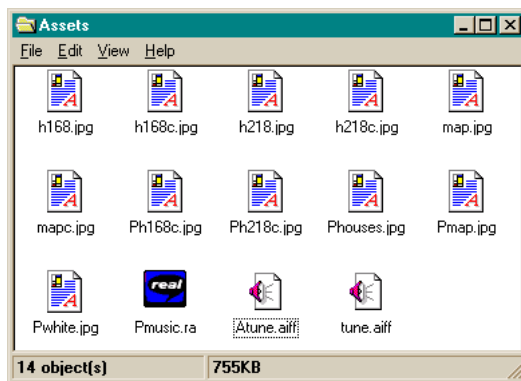 Assets
File Edit View Help
h168.jpg h168c.jpg h218.jpg h218c.jpg map.jpg
mapc.jpg Ph168c.jpg Ph218c.jpg Phouses.jpg Pmap.jpg
real
Pwhite.jpg Pmusic.ra Atune.aiff tune.aiff
14 object(s) 755KB